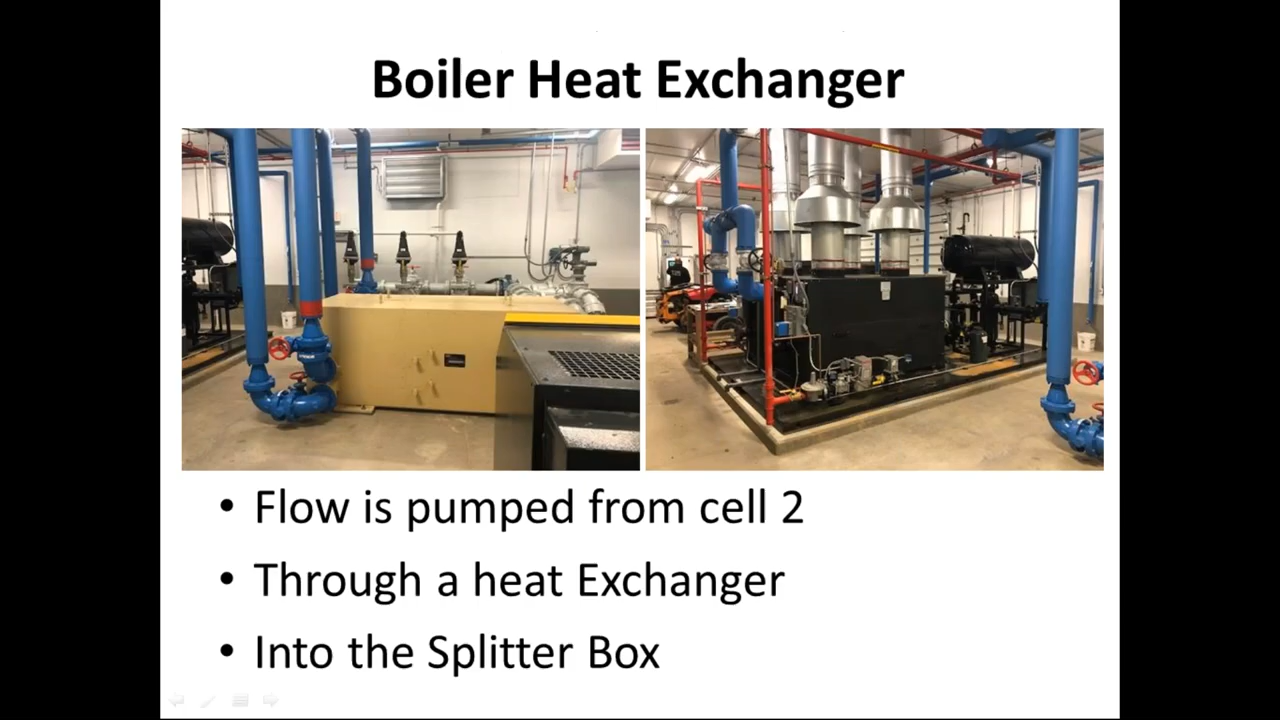 Boiler Heat Exchanger
• Flow is pumped from cell 2
• Through a heat Exchanger
• Into the Splitter Box